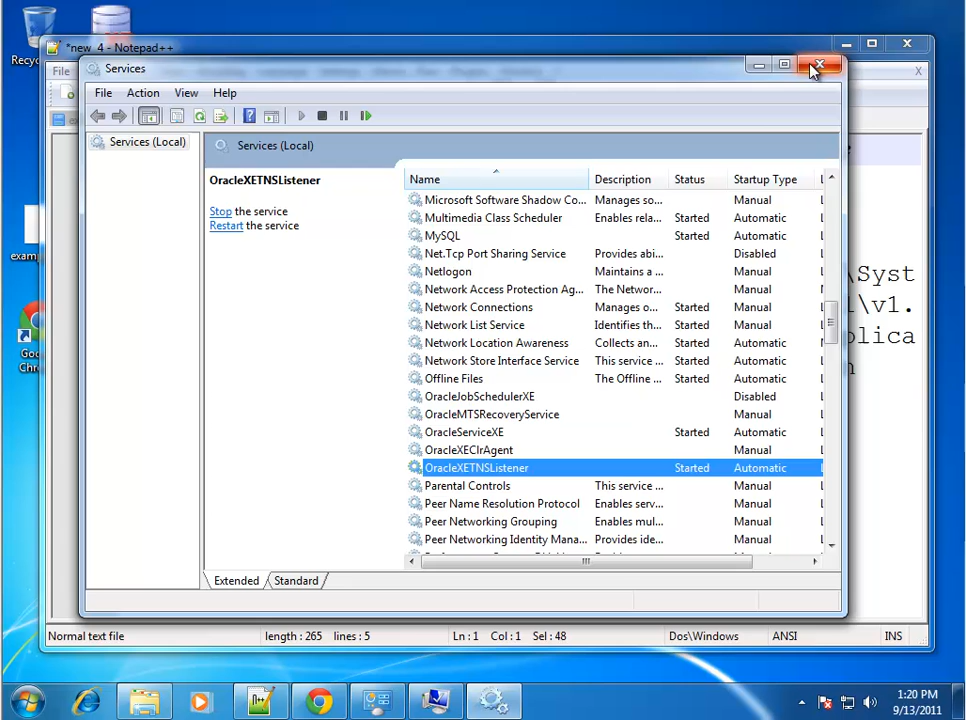 Recyc
*new 4 - Notepad++
File
X
Services
File Action View Help
Services (Local)
Services (Local)
OracleXETNSListener
Stop the service
Restart the service
Name Description Status Startup Type L
Microsoft Software Shadow Co... Manages so... Manual L
Multimedia Class Scheduler Enables rela... Started Automatic L
MySQL Started Automatic L
Net.Tcp Port Sharing Service Provides abi... Disabled L
Netlogon Maintains a ... Manual L
Network Access Protection Ag... The Networ... Manual
Network Connections Manages o... Started Manual L
Network List Service Identifies th... Started Manual L
Network Location Awareness Collects an... Started Automatic
Network Store Interface Service This service ... Started Automatic L
Offline Files The Offline ... Started Automatic L
OracleJobSchedulerXE Disabled L
OracleMTSRecoveryService Manual L
OracleServiceXE Started Automatic L
OracleXEClrAgent Manual L
OracleXETNSListener Started Automatic L
Parental Controls This service ... Manual L
Peer Name Resolution Protocol Enables serv... Manual L
Peer Networking Grouping Enables mul... Manual L
Peer Networking Identity Mana... Provides ide... Manual L
Extended Standard
\Syst
l\v1.
plica
n
exam
Goo
Chr
Normal text file length : 265 lines : 5 Ln : 1 Col : 1 Sel : 48 Dos\Windows ANSI INS
N++
1:20 PM
9/13/2011